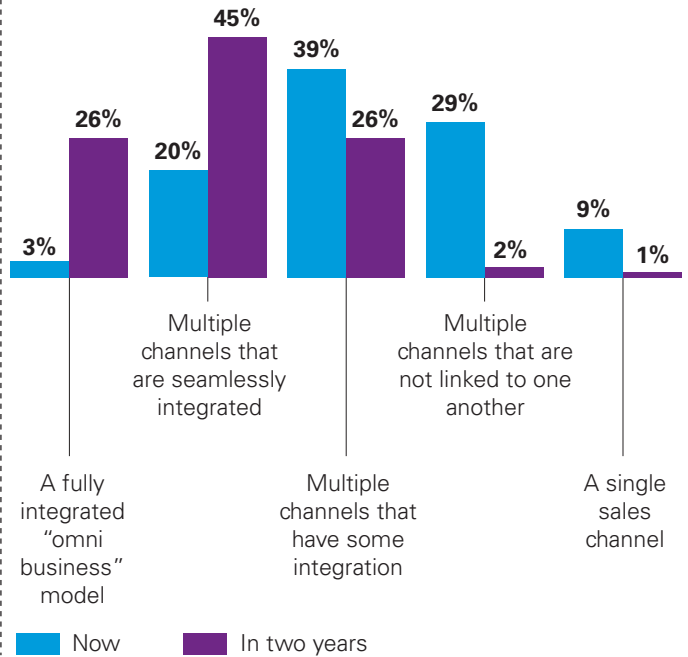 45%
39%
26%
26%
29%
20%
9%
3%
2%
1%
Multiple
channels that
are seamlessly
integrated
Multiple
channels that are
not linked to one
another
A fully
integrated
“omni
business”
model
Multiple
channels that
have some
integration
A single
sales
channel
Now
In two years